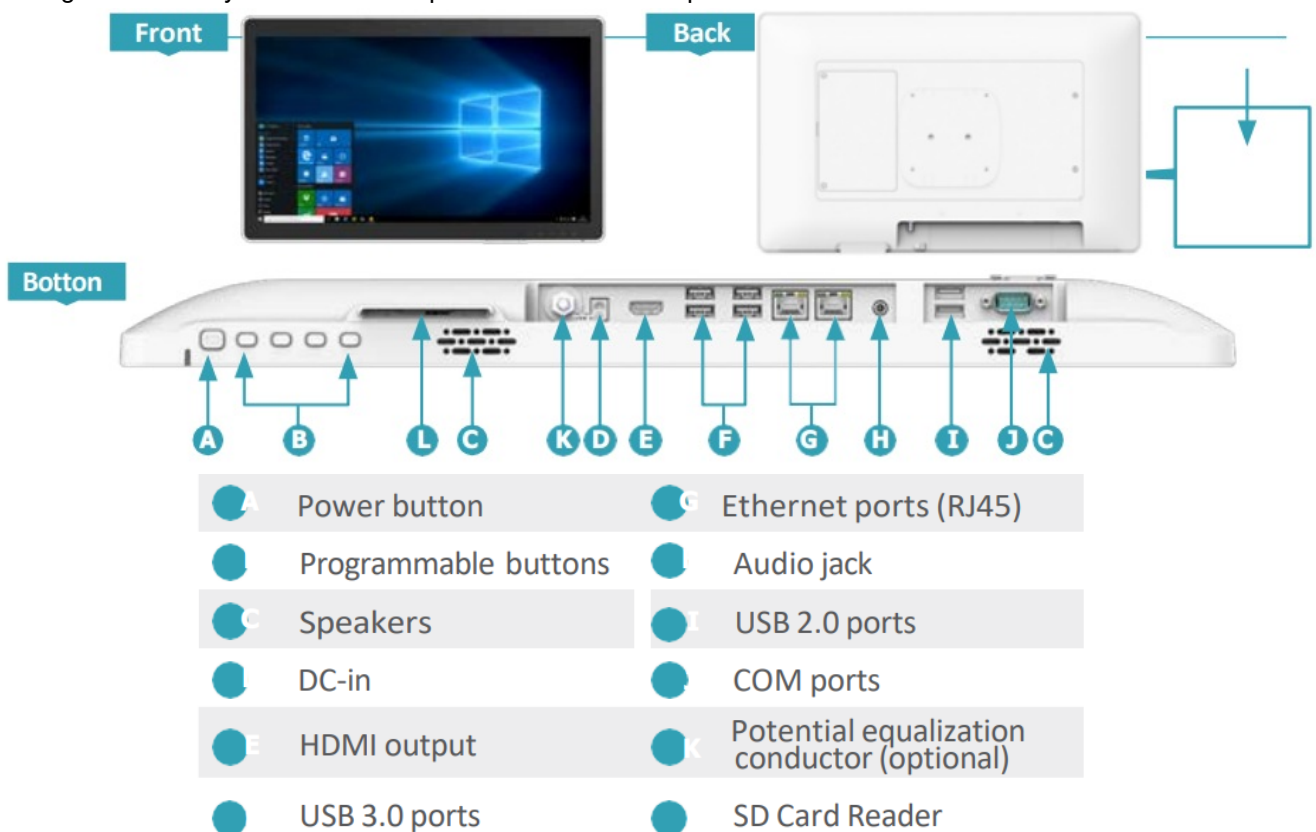 Front
Back
Botton
A B L C K D E F G H I J C
A Power button
G Ethernet ports (RJ45)
Programmable buttons
Audio jack
C Speakers
I USB 2.0 ports
DC-in
COM ports
E HDMI output
K Potential equalization
conductor (optional)
USB 3.0 ports
SD Card Reader